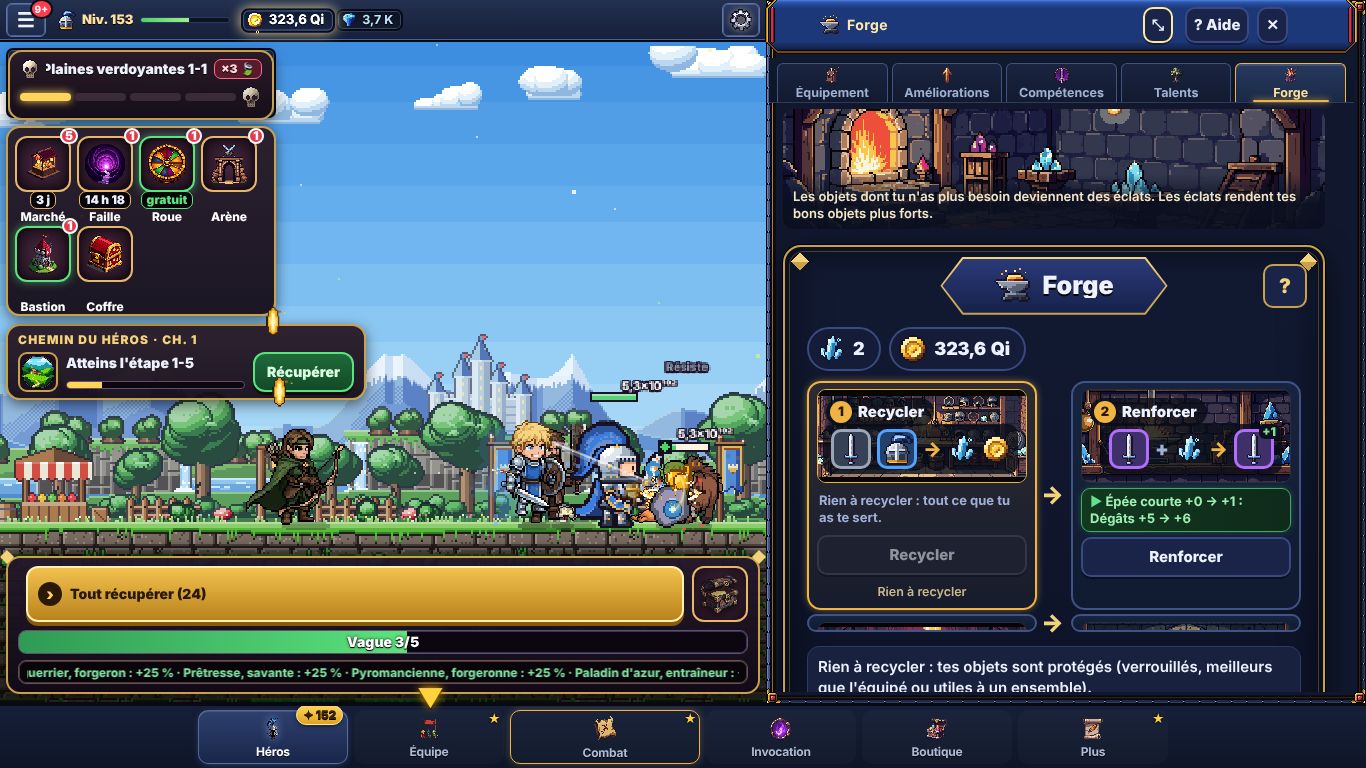 9+
Niv. 153
323,6 Qi
3,7 K
Plaines verdoyantes 1-1
×3
5
1
1
1
3 j
14 h 18
gratuit
Marché
Faille
Roue
Arène
1
Bastion
Coffre
CHEMIN DU HÉROS · CH. 1
Atteins l'étape 1-5
Récupérer
Résiste
5,3×10¹⁰²
5,3×10¹⁰²
Tout récupérer (24)
Vague 3/5
uerrier, forgeron : +25 % · Prêtresse, savante : +25 % · Pyromancienne, forgeronne : +25 % · Paladin d'azur, entraîneur :
Forge
? Aide
×
Équipement
Améliorations
Compétences
Talents
Forge
Les objets dont tu n'as plus besoin deviennent des éclats. Les éclats rendent tes
bons objets plus forts.
Forge
?
2
323,6 Qi
1 Recycler
Rien à recycler : tout ce que tu
as te sert.
Recycler
Rien à recycler
2 Renforcer
+1
▶ Épée courte +0 → +1 :
Dégâts +5 → +6
Renforcer
Rien à recycler : tes objets sont protégés (verrouillés, meilleurs
que l'équipé ou utiles à un ensemble).
152
Héros
Équipe
Combat
Invocation
Boutique
Plus